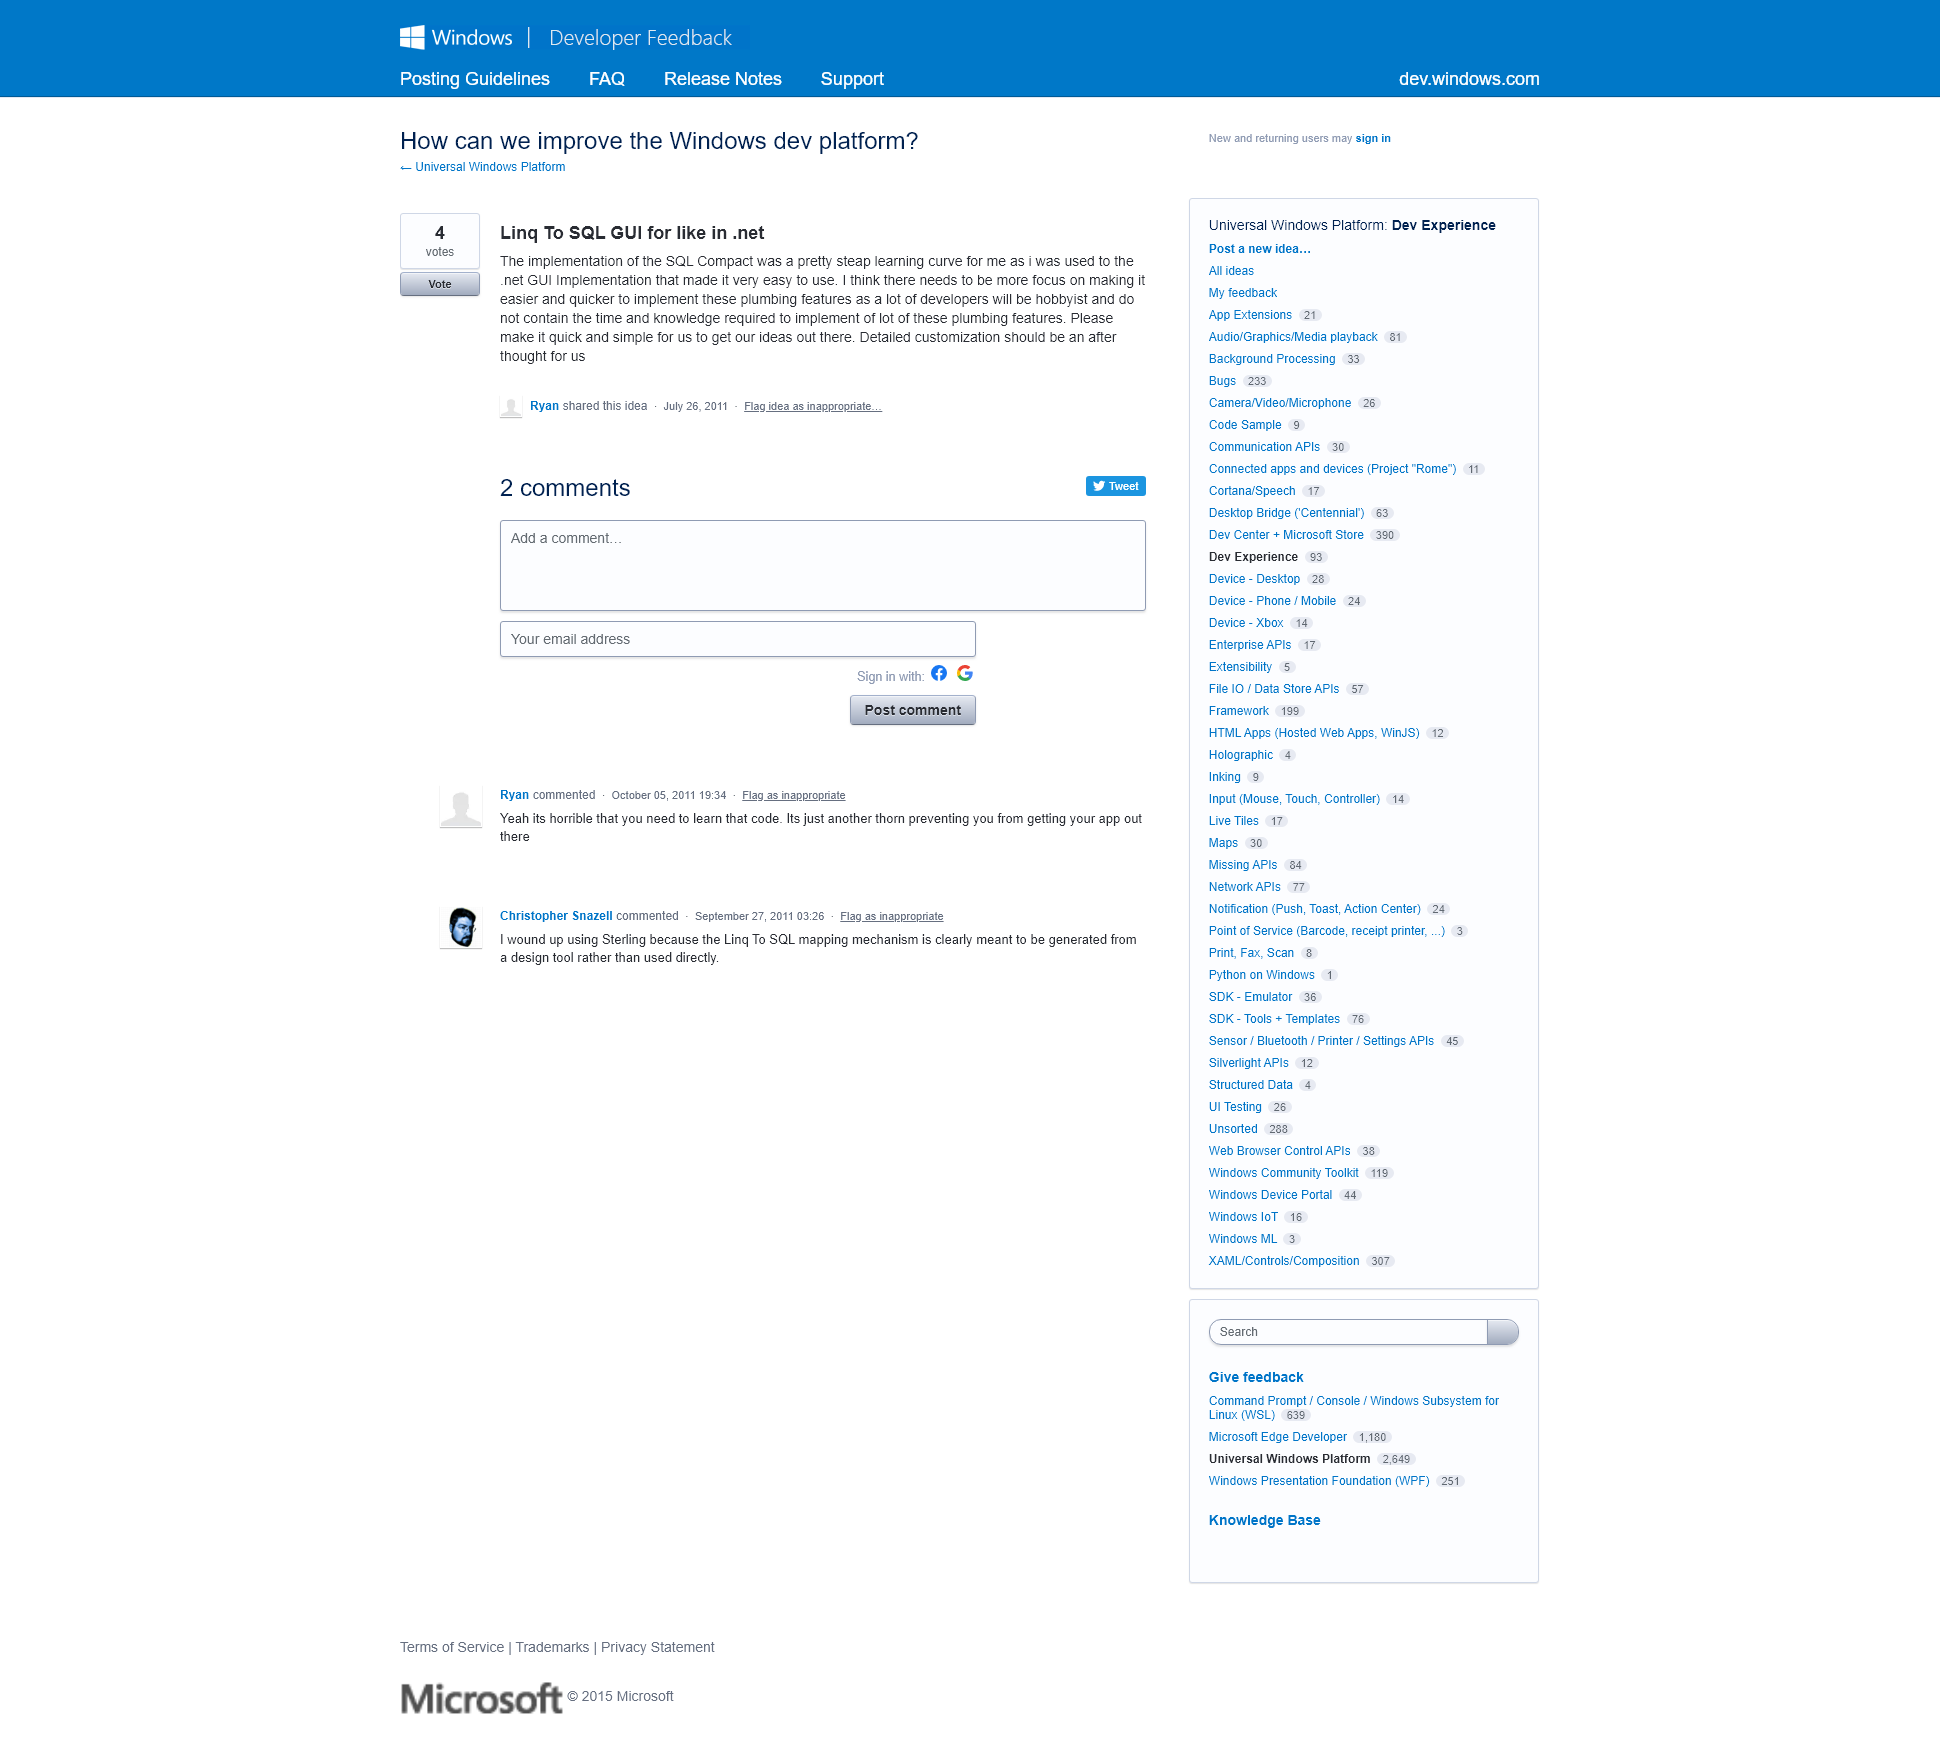 Windows | Developer Feedback
Posting Guidelines FAQ Release Notes Support dev.windows.com
How can we improve the Windows dev platform?
← Universal Windows Platform
New and returning users may sign in
4
votes
Vote
Linq To SQL GUI for like in .net
The implementation of the SQL Compact was a pretty steap learning curve for me as i was used to the
.net GUI Implementation that made it very easy to use. I think there needs to be more focus on making it
easier and quicker to implement these plumbing features as a lot of developers will be hobbyist and do
not contain the time and knowledge required to implement of lot of these plumbing features. Please
make it quick and simple for us to get our ideas out there. Detailed customization should be an after
thought for us
Ryan shared this idea · July 26, 2011 · Flag idea as inappropriate…
2 comments
Tweet
Add a comment…
Your email address
Sign in with:
Post comment
Ryan commented · October 05, 2011 19:34 · Flag as inappropriate
Yeah its horrible that you need to learn that code. Its just another thorn preventing you from getting your app out
there
Christopher Snazell commented · September 27, 2011 03:26 · Flag as inappropriate
I wound up using Sterling because the Linq To SQL mapping mechanism is clearly meant to be generated from
a design tool rather than used directly.
Universal Windows Platform: Dev Experience
Post a new idea…
All ideas
My feedback
App Extensions 21
Audio/Graphics/Media playback 81
Background Processing 33
Bugs 233
Camera/Video/Microphone 26
Code Sample 9
Communication APIs 30
Connected apps and devices (Project "Rome") 11
Cortana/Speech 17
Desktop Bridge ('Centennial') 63
Dev Center + Microsoft Store 390
Dev Experience 93
Device - Desktop 28
Device - Phone / Mobile 24
Device - Xbox 14
Enterprise APIs 17
Extensibility 5
File IO / Data Store APIs 57
Framework 199
HTML Apps (Hosted Web Apps, WinJS) 12
Holographic 4
Inking 9
Input (Mouse, Touch, Controller) 14
Live Tiles 17
Maps 30
Missing APIs 84
Network APIs 77
Notification (Push, Toast, Action Center) 24
Point of Service (Barcode, receipt printer, ...) 3
Print, Fax, Scan 8
Python on Windows 1
SDK - Emulator 36
SDK - Tools + Templates 76
Sensor / Bluetooth / Printer / Settings APIs 45
Silverlight APIs 12
Structured Data 4
UI Testing 26
Unsorted 288
Web Browser Control APIs 38
Windows Community Toolkit 119
Windows Device Portal 44
Windows IoT 16
Windows ML 3
XAML/Controls/Composition 307
Search
Give feedback
Command Prompt / Console / Windows Subsystem for
Linux (WSL) 639
Microsoft Edge Developer 1,180
Universal Windows Platform 2,649
Windows Presentation Foundation (WPF) 251
Knowledge Base
Terms of Service | Trademarks | Privacy Statement
Microsoft © 2015 Microsoft